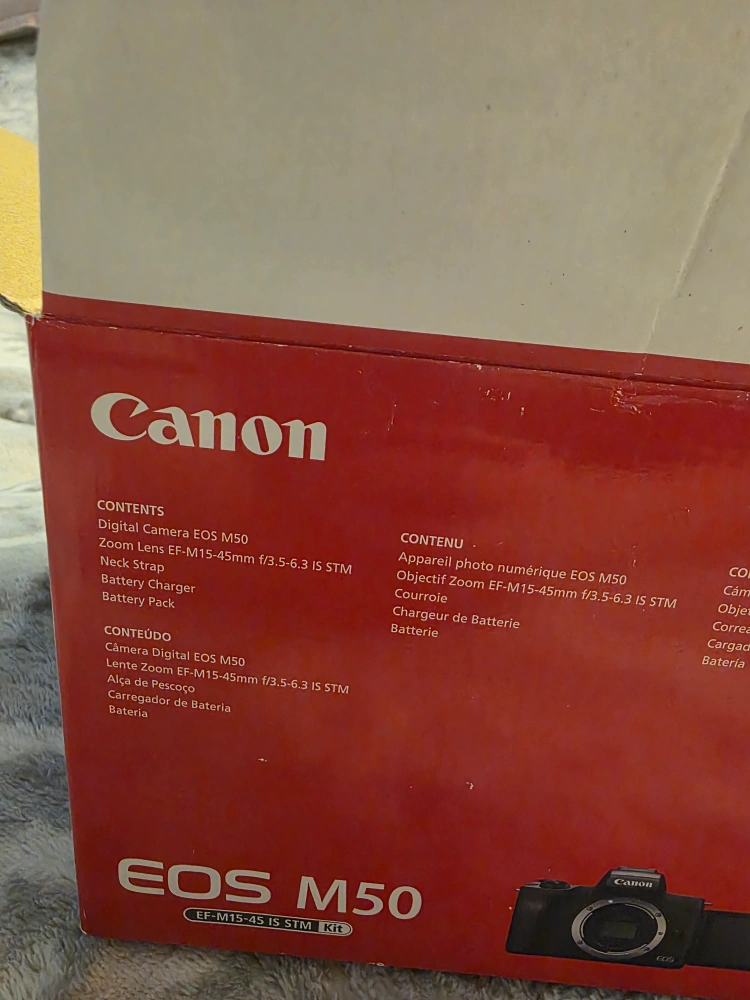 Canon
CONTENTS
Digital Camera EOS M50
Zoom Lens EF-M15-45mm f/3.5-6.3 IS STM
Neck Strap
Battery Charger
Battery Pack
CONTEÚDO
Câmera Digital EOS M50
Lente Zoom EF-M15-45mm f/3.5-6.3 IS STM
Alça de Pescoço
Carregador de Bateria
Bateria
CONTENU
Appareil photo numérique EOS M50
Objectif Zoom EF-M15-45mm f/3.5-6.3 IS STM
Courroie
Chargeur de Batterie
Batterie
Batería
EOS M50
EF-M15-45 IS STM Kit
Canon
EOS